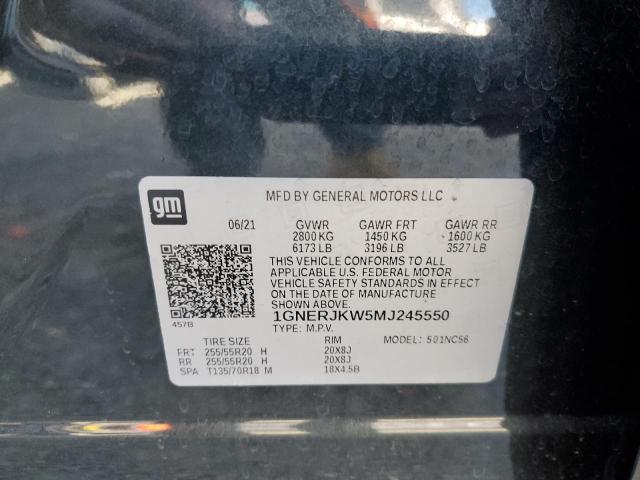 gm
MFD BY GENERAL MOTORS LLC
06/21 GVWR GAWR FRT GAWR RR
2800 KG 1450 KG 1600 KG
6173 LB 3196 LB 3527 LB
THIS VEHICLE CONFORMS TO ALL
APPLICABLE U.S. FEDERAL MOTOR
VEHICLE SAFETY STANDARDS IN EFFECT
ON THE DATE OF MANUFACTURE
SHOWN ABOVE.
1GNERJKW5MJ245550
457B
TYPE: M.P.V. MODEL: 501NC56
TIRE SIZE RIM
FRT 255/55R20 H 20X8J
RR 255/55R20 H 20X8J
SPA T135/70R18 M 18X4.5B